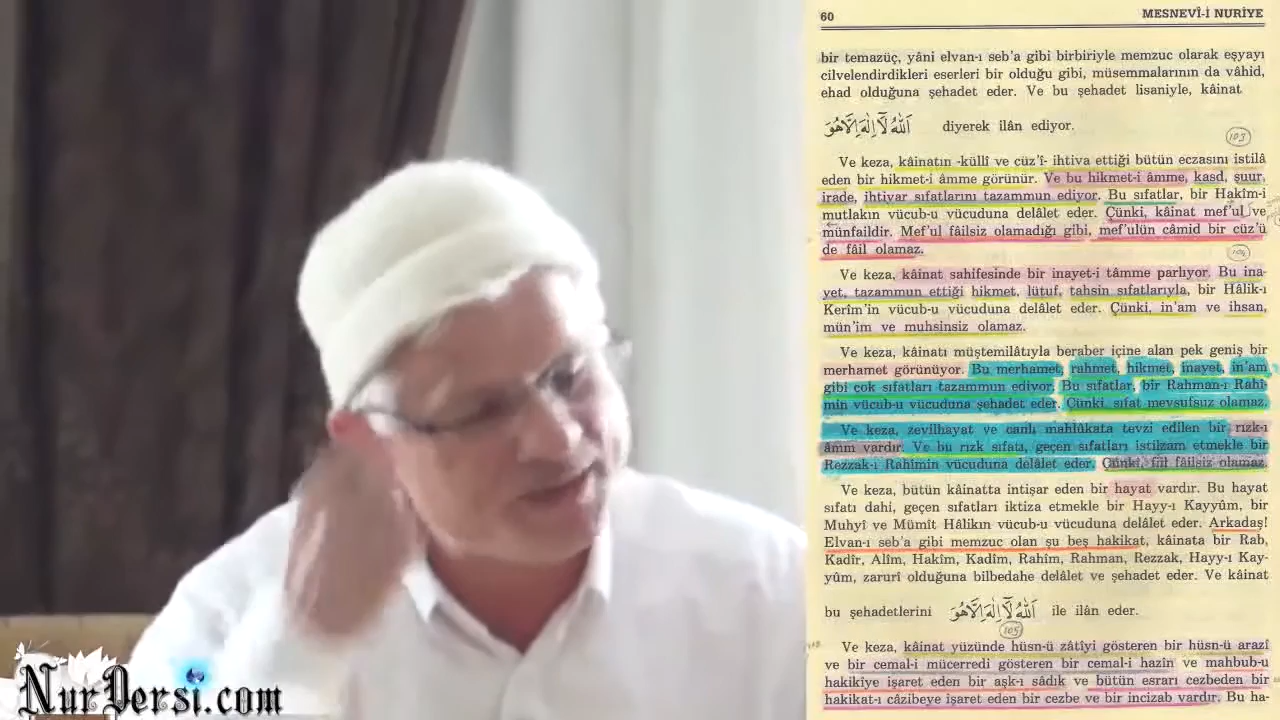 60 MESNEVÎ-İ NURİYE
bir temazüç, yâni elvan-ı seb'a gibi birbiriyle memzuc olarak eşyayı
cilvelendirdikleri eserleri bir olduğu gibi, müsemmalarının da vâhid,
ehad olduğuna şehadet eder. Ve bu şehadet lisaniyle, kâinat
اَللّٰهُ لَٓا اِلٰهَ اِلَّا هُوَ diyerek ilân ediyor.
103
Ve keza, kâinatın -küllî ve cüz'î- ihtiva ettiği bütün eczasını istilâ
eden bir hikmet-i âmme görünür. Ve bu hikmet-i âmme, kasd, şuur,
irade, ihtiyar sıfatlarını tazammun ediyor. Bu sıfatlar, bir Hakîm-i
mutlakın vücub-u vücuduna delâlet eder. Çünki, kâinat mef'ul ve
münfaildir. Mef'ul fâilsiz olamadığı gibi, mef'ulün câmid bir cüz'ü
de fâil olamaz.
104
Ve keza, kâinat sahifesinde bir inayet-i tâmme parlıyor. Bu ina-
yet, tazammun ettiği hikmet, lütuf, tahsin sıfatlarıyla, bir Hâlik-ı
Kerîm'in vücub-u vücuduna delâlet eder. Çünki, in'am ve ihsan,
mün'im ve muhsinsiz olamaz.
Ve keza, kâinatı müştemilâtıyla beraber içine alan pek geniş bir
merhamet görünüyor. Bu merhamet, rahmet, hikmet, inayet, in'am
gibi çok sıfatları tazammun ediyor. Bu sıfatlar, bir Rahman-ı Rahî-
min vücub-u vücuduna şehadet eder. Çünki, sıfat mevsufsuz olamaz.
Ve keza, zevilhayat ve canlı mahlûkata tevzi edilen bir rızk-ı
âmm vardır. Ve bu rızk sıfatı, geçen sıfatları istilzam etmekle bir
Rezzak-ı Rahîmin vücuduna delâlet eder. Çünki, fiil fâilsiz olamaz.
Ve keza, bütün kâinatta intişar eden bir hayat vardır. Bu hayat
sıfatı dahi, geçen sıfatları iktiza etmekle bir Hayy-ı Kayyûm, bir
Muhyî ve Mümît Hâlikın vücub-u vücuduna delâlet eder. Arkadaş!
Elvan-ı seb'a gibi memzuc olan şu beş hakikat, kâinata bir Rab,
Kadîr, Alîm, Hakîm, Kadîm, Rahîm, Rahman, Rezzak, Hayy-ı Kay-
yûm, zarurî olduğuna bilbedahe delâlet ve şehadet eder. Ve kâinat
bu şehadetlerini اَللّٰهُ لَٓا اِلٰهَ اِلَّا هُوَ ile ilân eder.
105
Ve keza, kâinat yüzünde hüsn-ü zâtîyi gösteren bir hüsn-ü arazî
ve bir cemal-i mücerredi gösteren bir cemal-i hazîn ve mahbub-u
hakikiye işaret eden bir aşk-ı sâdık ve bütün esrarı cezbeden bir
hakikat-ı câzibeye işaret eden bir cezbe ve bir incizab vardır. Bu ha-
NurDersi.com